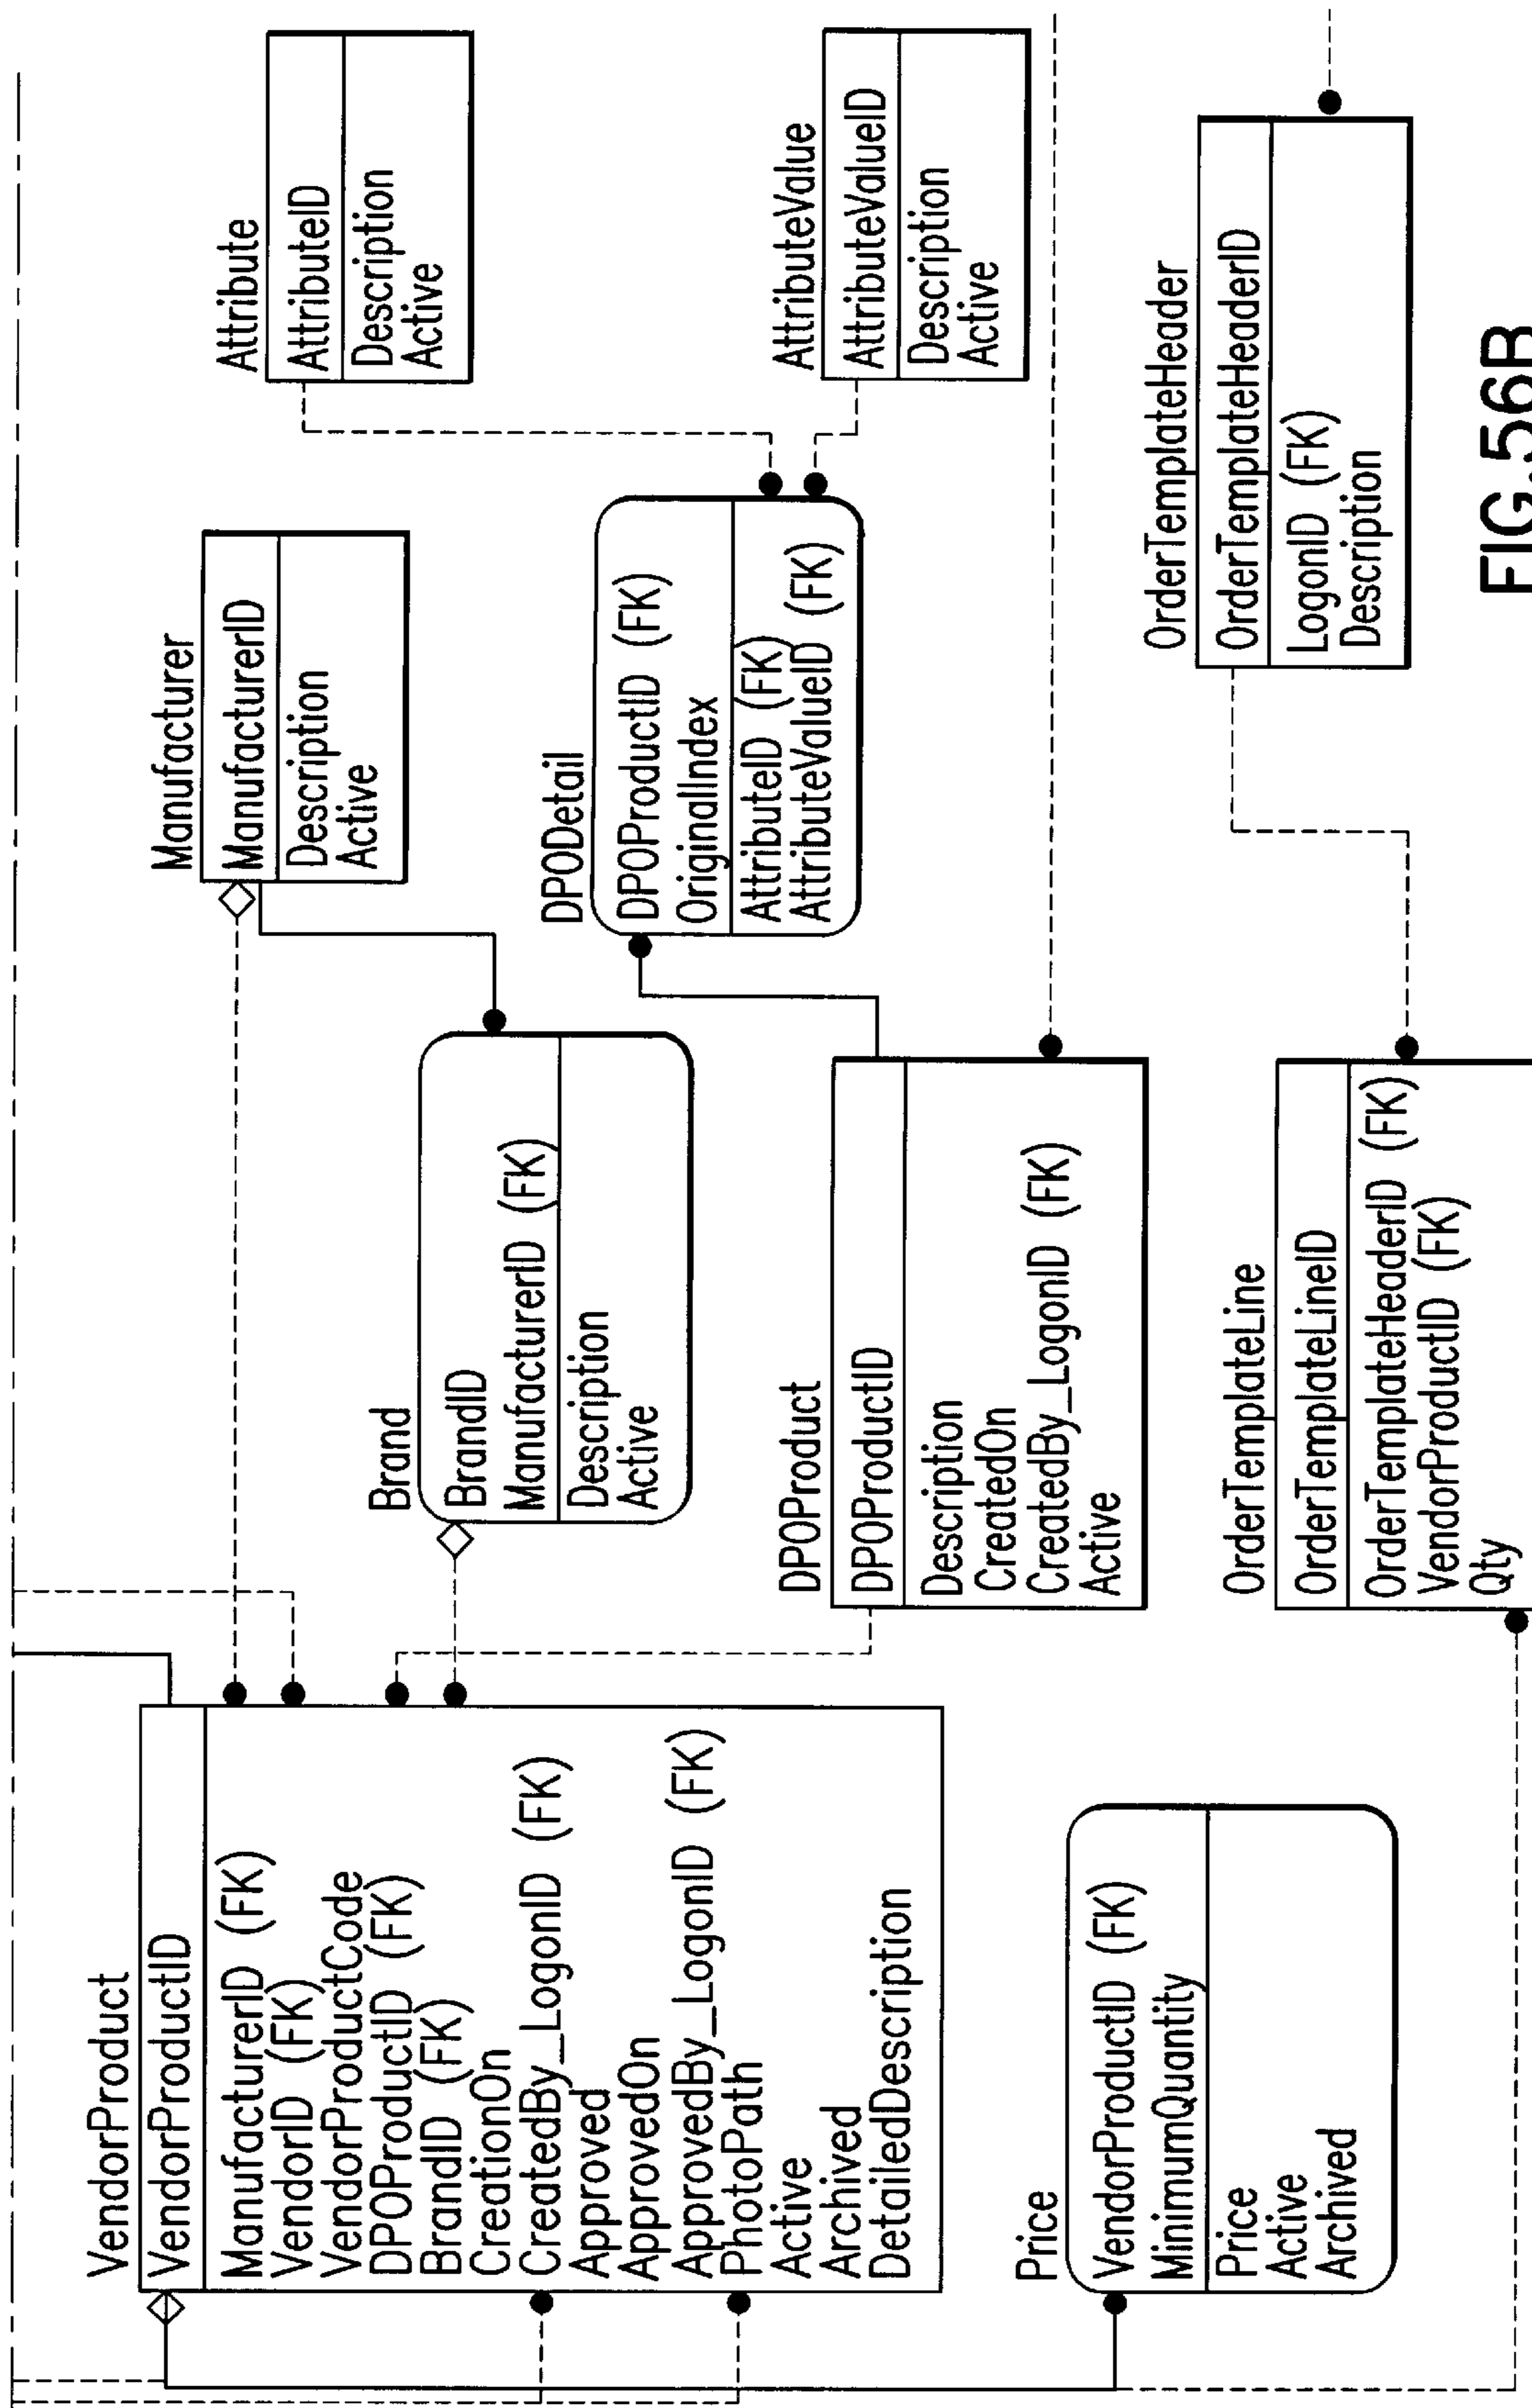 VendorProduct
VendorProductID
ManufacturerID (FK)
VendorID (FK)
VendorProductCode
DPOProductID (FK)
BrandID (FK)
CreationOn
CreatedBy_LogonID (FK)
Approved
ApprovedOn
ApprovedBy_LogonID (FK)
PhotoPath
Active
Archived
DetailedDescription
Price
VendorProductID (FK)
MinimumQuantity
Price
Active
Archived
Brand
BrandID
ManufacturerID (FK)
Description
Active
DPOProduct
DPOProductID
Description
CreatedOn
CreatedBy_LogonID (FK)
Active
OrderTemplateLine
OrderTemplateLineID
OrderTemplateHeaderID (FK)
VendorProductID (FK)
Qty
Manufacturer
ManufacturerID
Description
Active
DPODetail
DPOProductID (FK)
OriginalIndex
AttributeID (FK)
AttributeValueID (FK)
OrderTemplateHeader
OrderTemplateHeaderID
LogonID (FK)
Description
Attribute
AttributeID
Description
Active
AttributeValue
AttributeValueID
Description
Active
FIG.56B